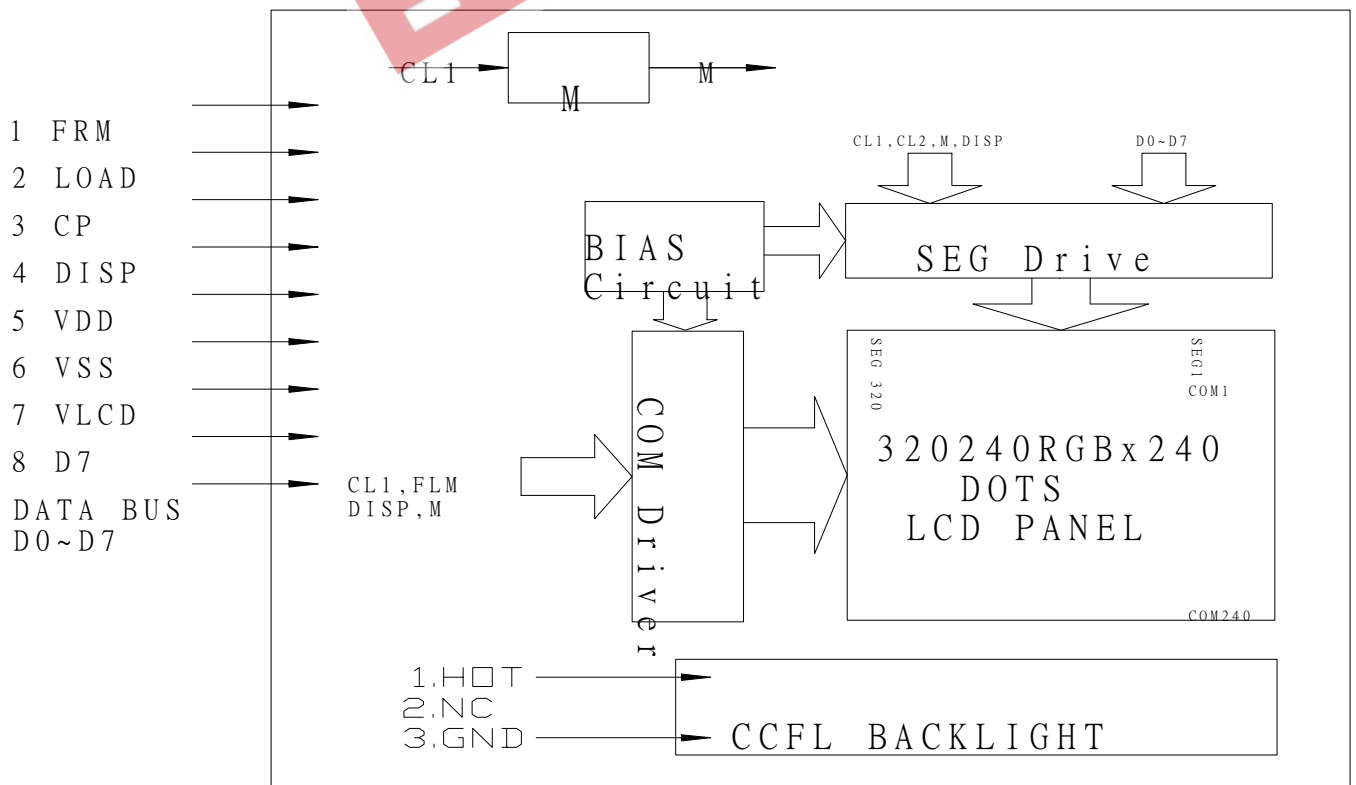 CL1
M
M
1 FRM
2 LOAD
3 CP
4 DISP
5 VDD
6 VSS
7 VLCD
8 D7
DATA BUS
D0~D7
CL1,CL2,M,DISP
D0~D7
BIAS
Circuit
SEG Drive
SEG 320
SEG1
COM1
COM Driver
320240RGBx240
DOTS
LCD PANEL
CL1,FLM
DISP,M
COM240
1.HOT
2.NC
3.GND
CCFL BACKLIGHT